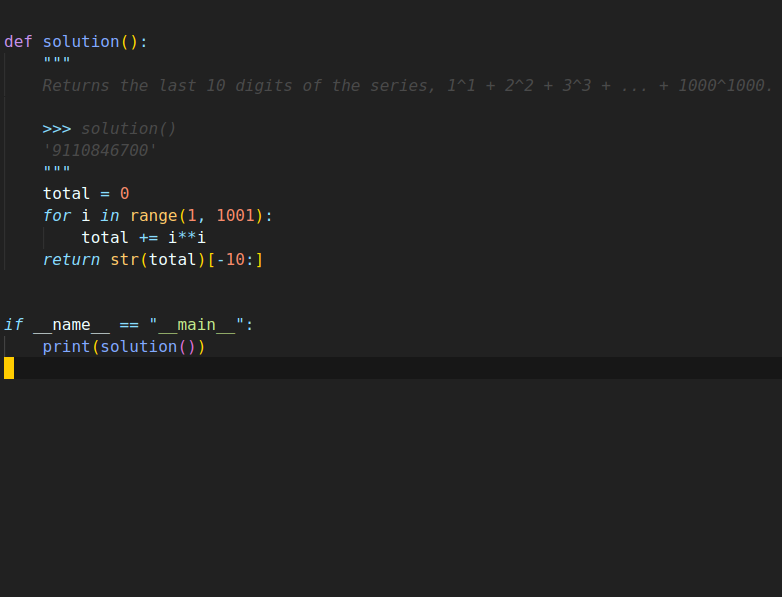 def solution():
    """
    Returns the last 10 digits of the series, 1^1 + 2^2 + 3^3 + ... + 1000^1000.

    >>> solution()
    '9110846700'
    """
    total = 0
    for i in range(1, 1001):
        total += i**i
    return str(total)[-10:]


if __name__ == "__main__":
    print(solution())